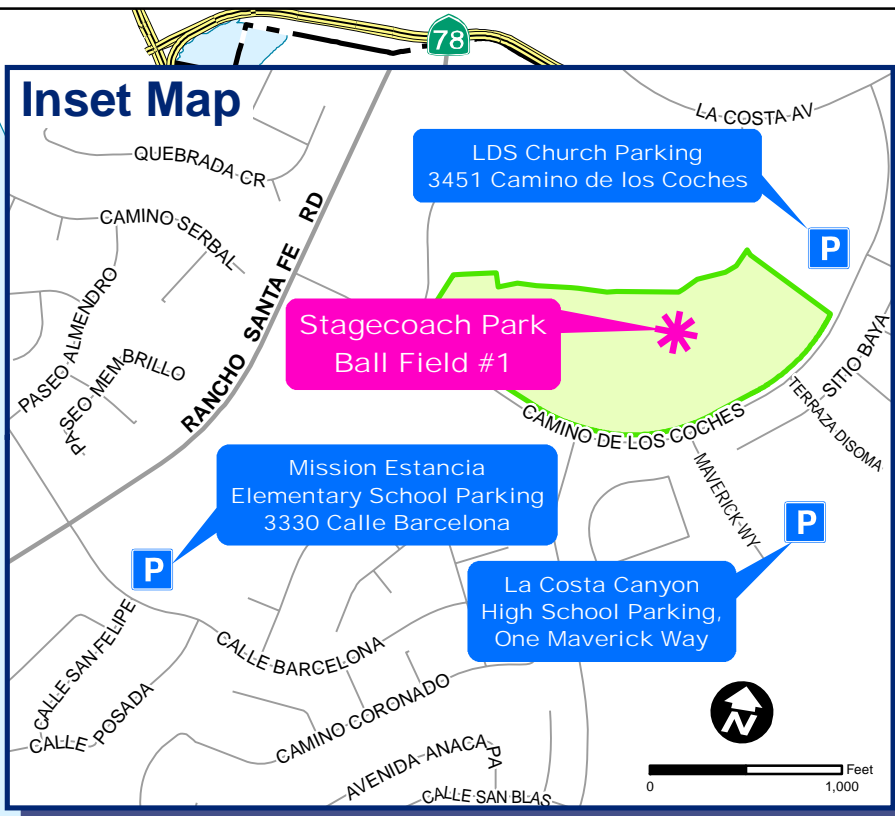 78
Inset Map
LA COSTA AV
QUEBRADA CR
LDS Church Parking
3451 Camino de los Coches
P
CAMINO SERBAL
RANCHO SANTA FE RD
PASEO ALMENDRO
PASEO MEMBRILLO
Stagecoach Park
Ball Field #1
SITIO BAYA
TERRAZA DISOMA
CAMINO DE LOS COCHES
MAVERICK WY
Mission Estancia
Elementary School Parking
3330 Calle Barcelona
P
P
La Costa Canyon
High School Parking,
One Maverick Way
CALLE SAN FELIPE
CALLE POSADA
CALLE BARCELONA
CAMINO CORONADO
AVENIDA ANACAPA
CALLE SAN BLAS
N
Feet
0 1,000